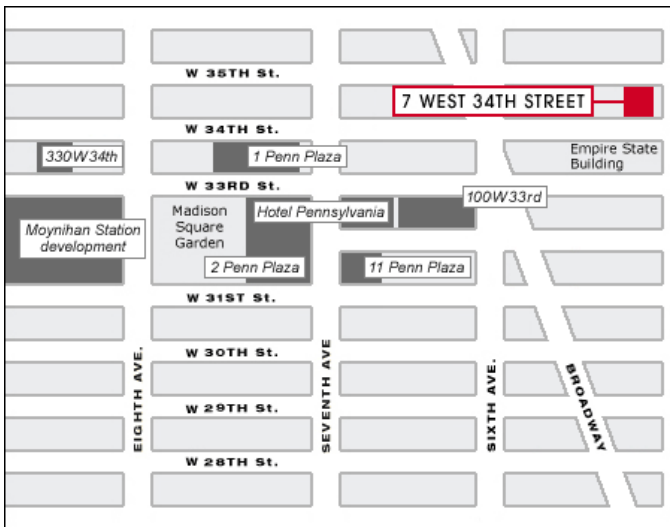 W 35TH St.
7 WEST 34TH STREET
W 34TH St.
330W34th
1 Penn Plaza
Empire State
Building
W 33RD St.
100W33rd
Madison
Square
Garden
Hotel Pennsylvania
Moynihan Station
development
2 Penn Plaza
11 Penn Plaza
W 31ST St.
W 30TH St.
W 29TH St.
W 28TH St.
EIGHTH AVE.
SEVENTH AVE
SIXTH AVE.
BROADWAY